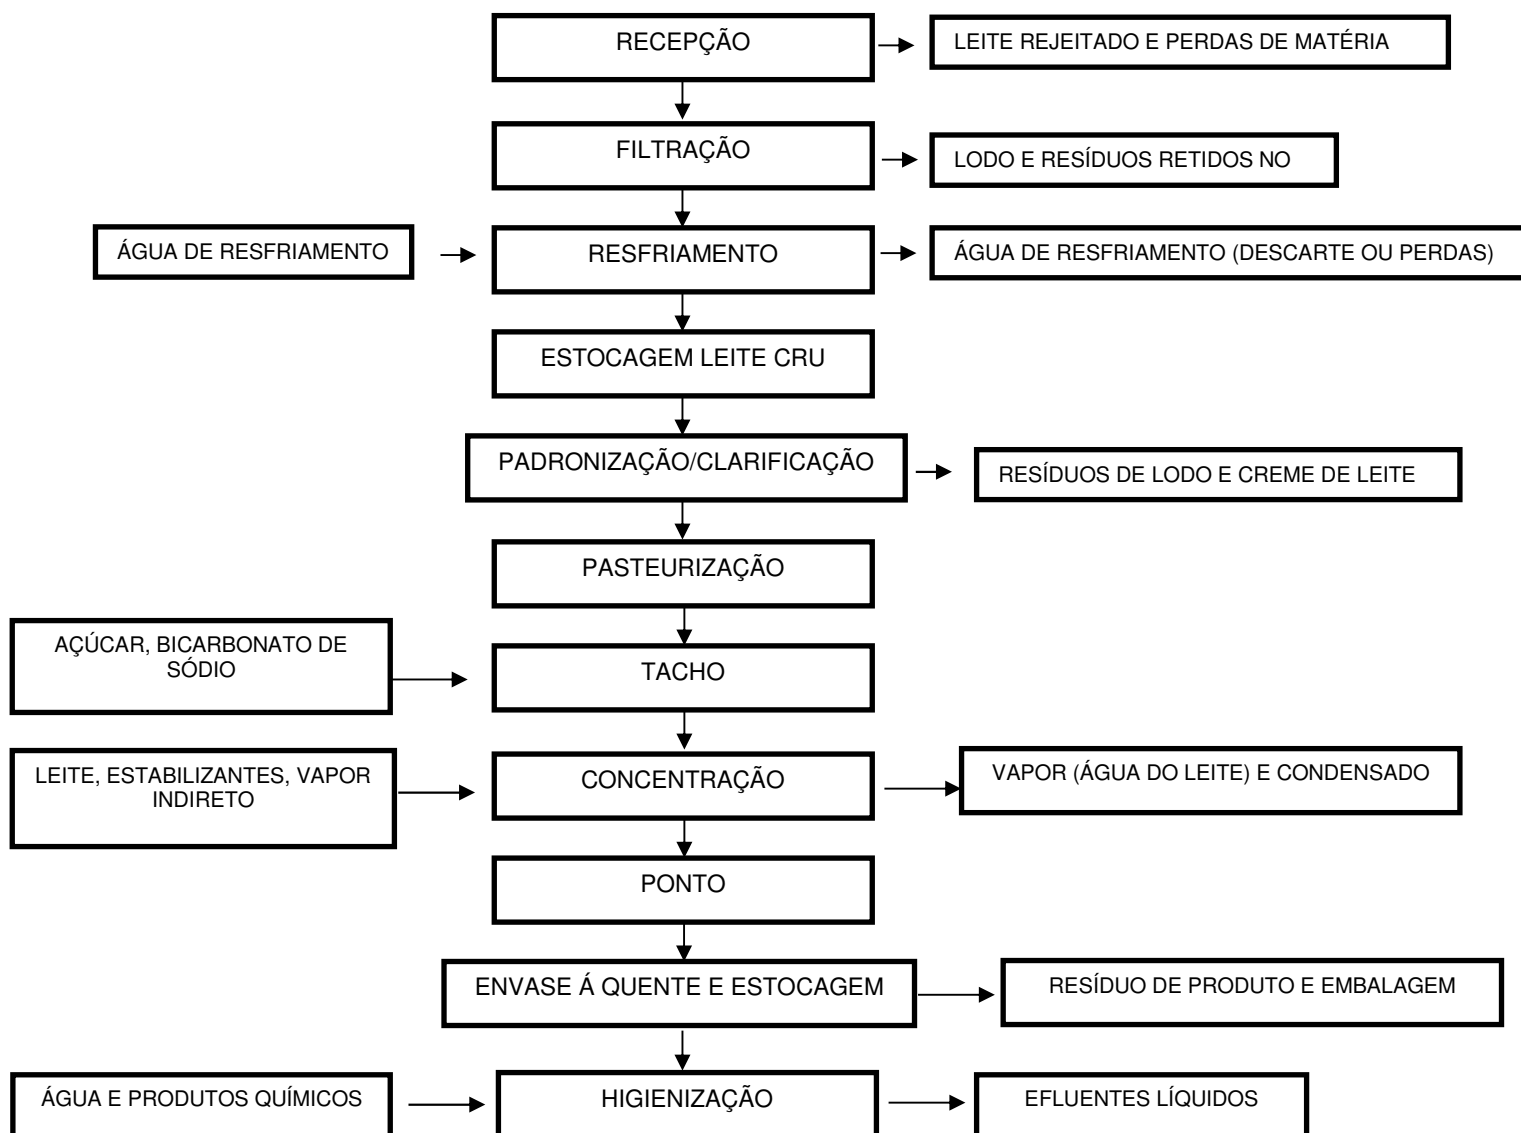 RECEPÇÃO
LEITE REJEITADO E PERDAS DE MATÉRIA
FILTRAÇÃO
LODO E RESÍDUOS RETIDOS NO
ÁGUA DE RESFRIAMENTO
RESFRIAMENTO
ÁGUA DE RESFRIAMENTO (DESCARTE OU PERDAS)
ESTOCAGEM LEITE CRU
PADRONIZAÇÃO/CLARIFICAÇÃO
RESÍDUOS DE LODO E CREME DE LEITE
PASTEURIZAÇÃO
AÇÚCAR, BICARBONATO DE
SÓDIO
TACHO
LEITE, ESTABILIZANTES, VAPOR
INDIRETO
CONCENTRAÇÃO
VAPOR (ÁGUA DO LEITE) E CONDENSADO
PONTO
ENVASE Á QUENTE E ESTOCAGEM
RESÍDUO DE PRODUTO E EMBALAGEM
ÁGUA E PRODUTOS QUÍMICOS
HIGIENIZAÇÃO
EFLUENTES LÍQUIDOS